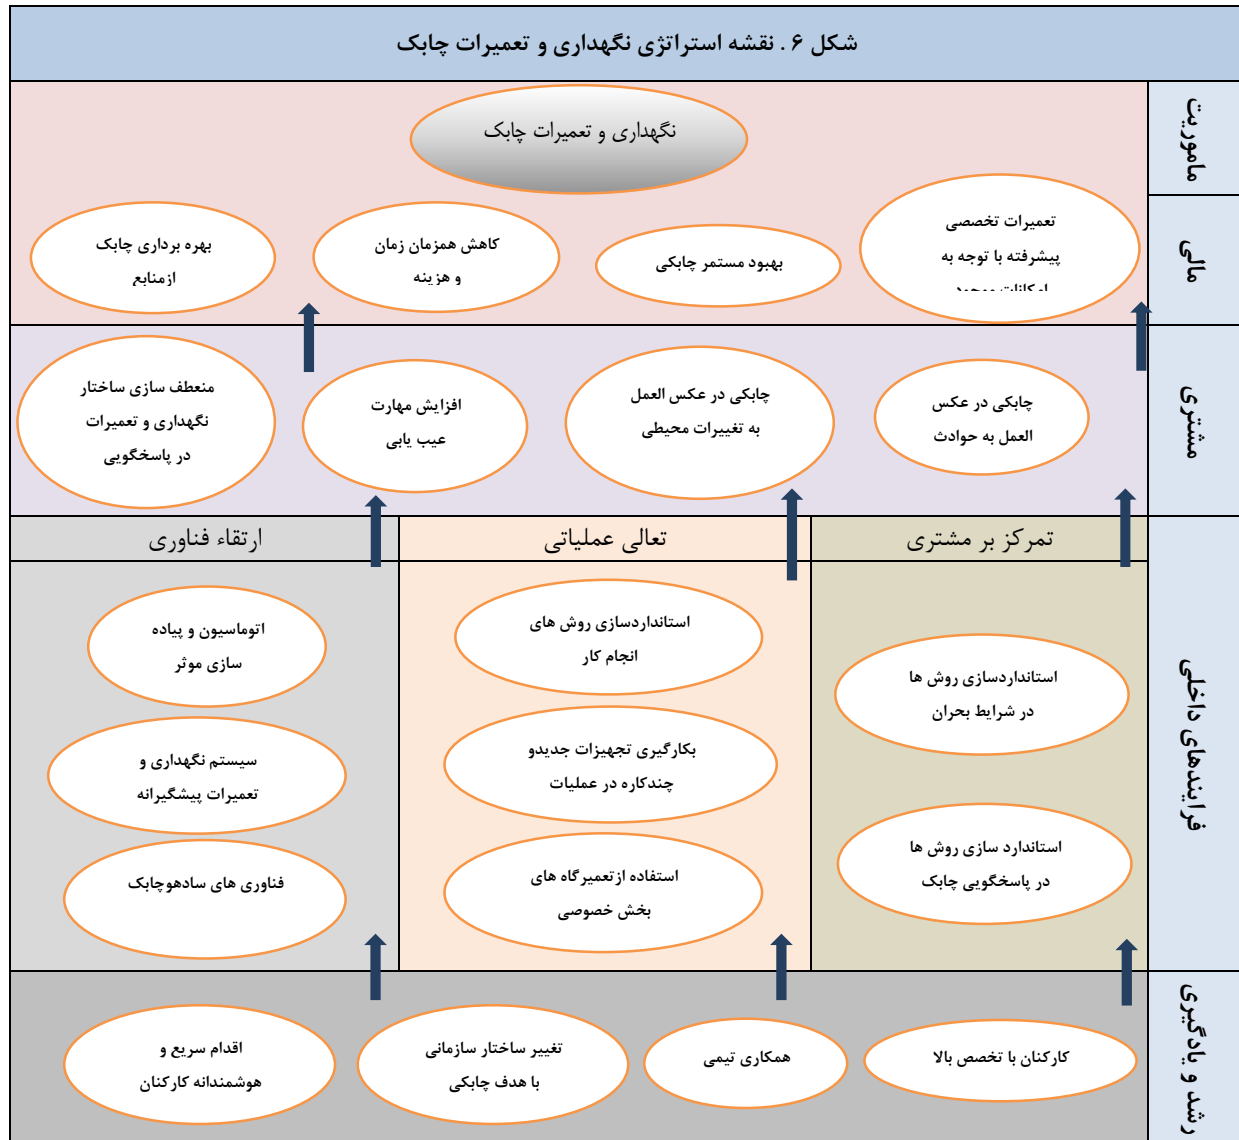 شکل ۶ . نقشه استراتژی نگهداری و تعمیرات چابک
ماموریت
نگهداری و تعمیرات چابک
مالی
تعمیرات تخصصی
پیشرفته با توجه به
امکانات موجود
بهبود مستمر چابکی
کاهش همزمان زمان
و هزینه
بهره برداری چابک
ازمنابع
مشتری
چابکی در عکس
العمل به حوادث
چابکی در عکس العمل
به تغییرات محیطی
افزایش مهارت
عیب یابی
منعطف سازی ساختار
نگهداری و تعمیرات
در پاسخگویی
فرایندهای داخلی
تمرکز بر مشتری
استانداردسازی روش ها
در شرایط بحران
استاندارد سازی روش ها
در پاسخگویی چابک
تعالی عملیاتی
استانداردسازی روش های
انجام کار
بکارگیری تجهیزات جدیدو
چندکاره در عملیات
استفاده ازتعمیرگاه های
بخش خصوصی
ارتقاء فناوری
اتوماسیون و پیاده
سازی موثر
سیستم نگهداری و
تعمیرات پیشگیرانه
فناوری های سادهوچابک
رشد و یادگیری
کارکنان با تخصص بالا
همکاری تیمی
تغییر ساختار سازمانی
با هدف چابکی
اقدام سریع و
هوشمندانه کارکنان